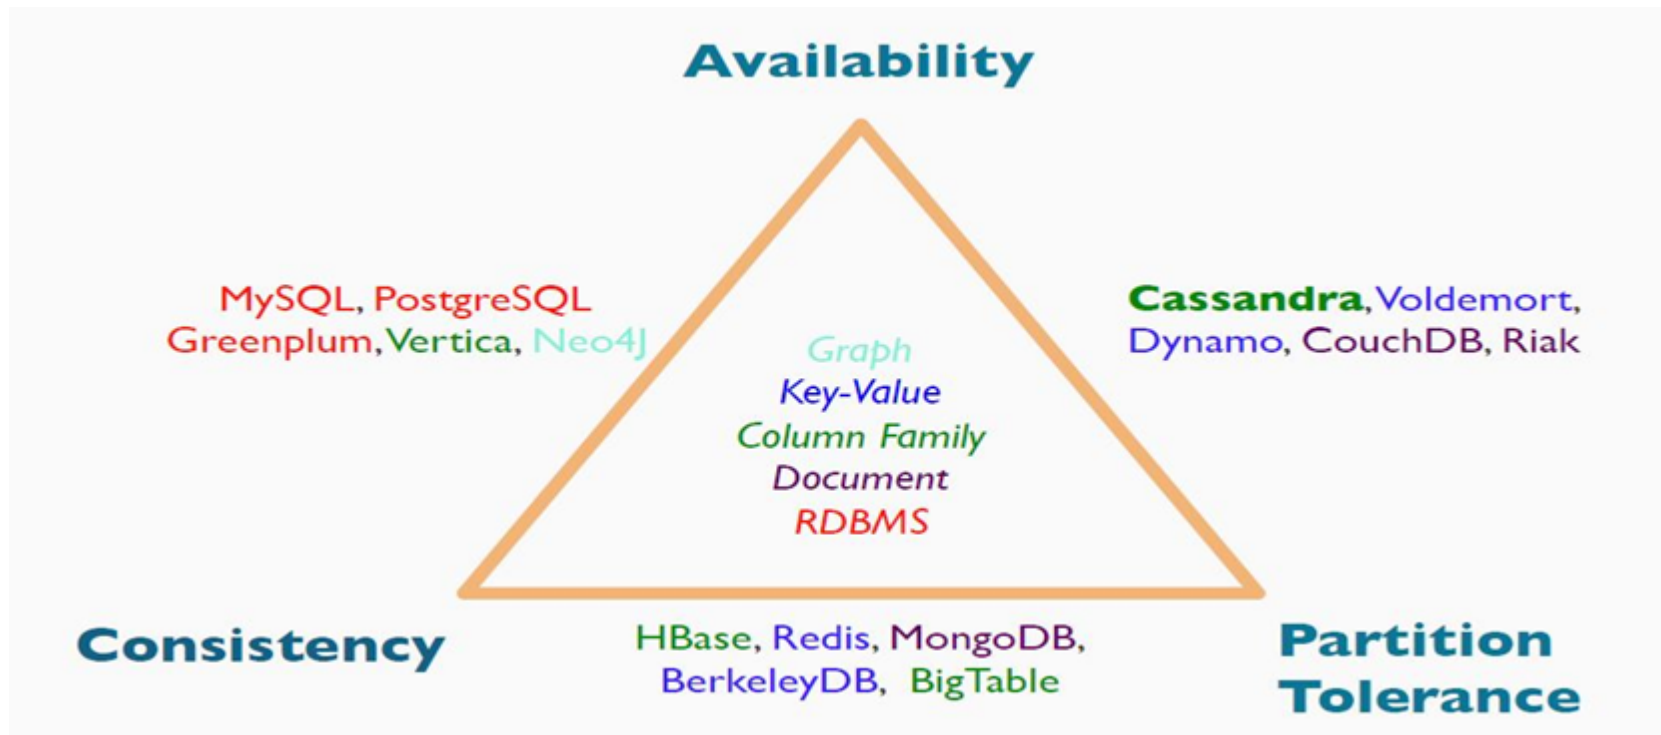 Availability
MySQL, PostgreSQL
Greenplum, Vertica, Neo4J
Cassandra, Voldemort,
Dynamo, CouchDB, Riak
Graph
Key-Value
Column Family
Document
RDBMS
Consistency
HBase, Redis, MongoDB,
BerkeleyDB, BigTable
Partition
Tolerance